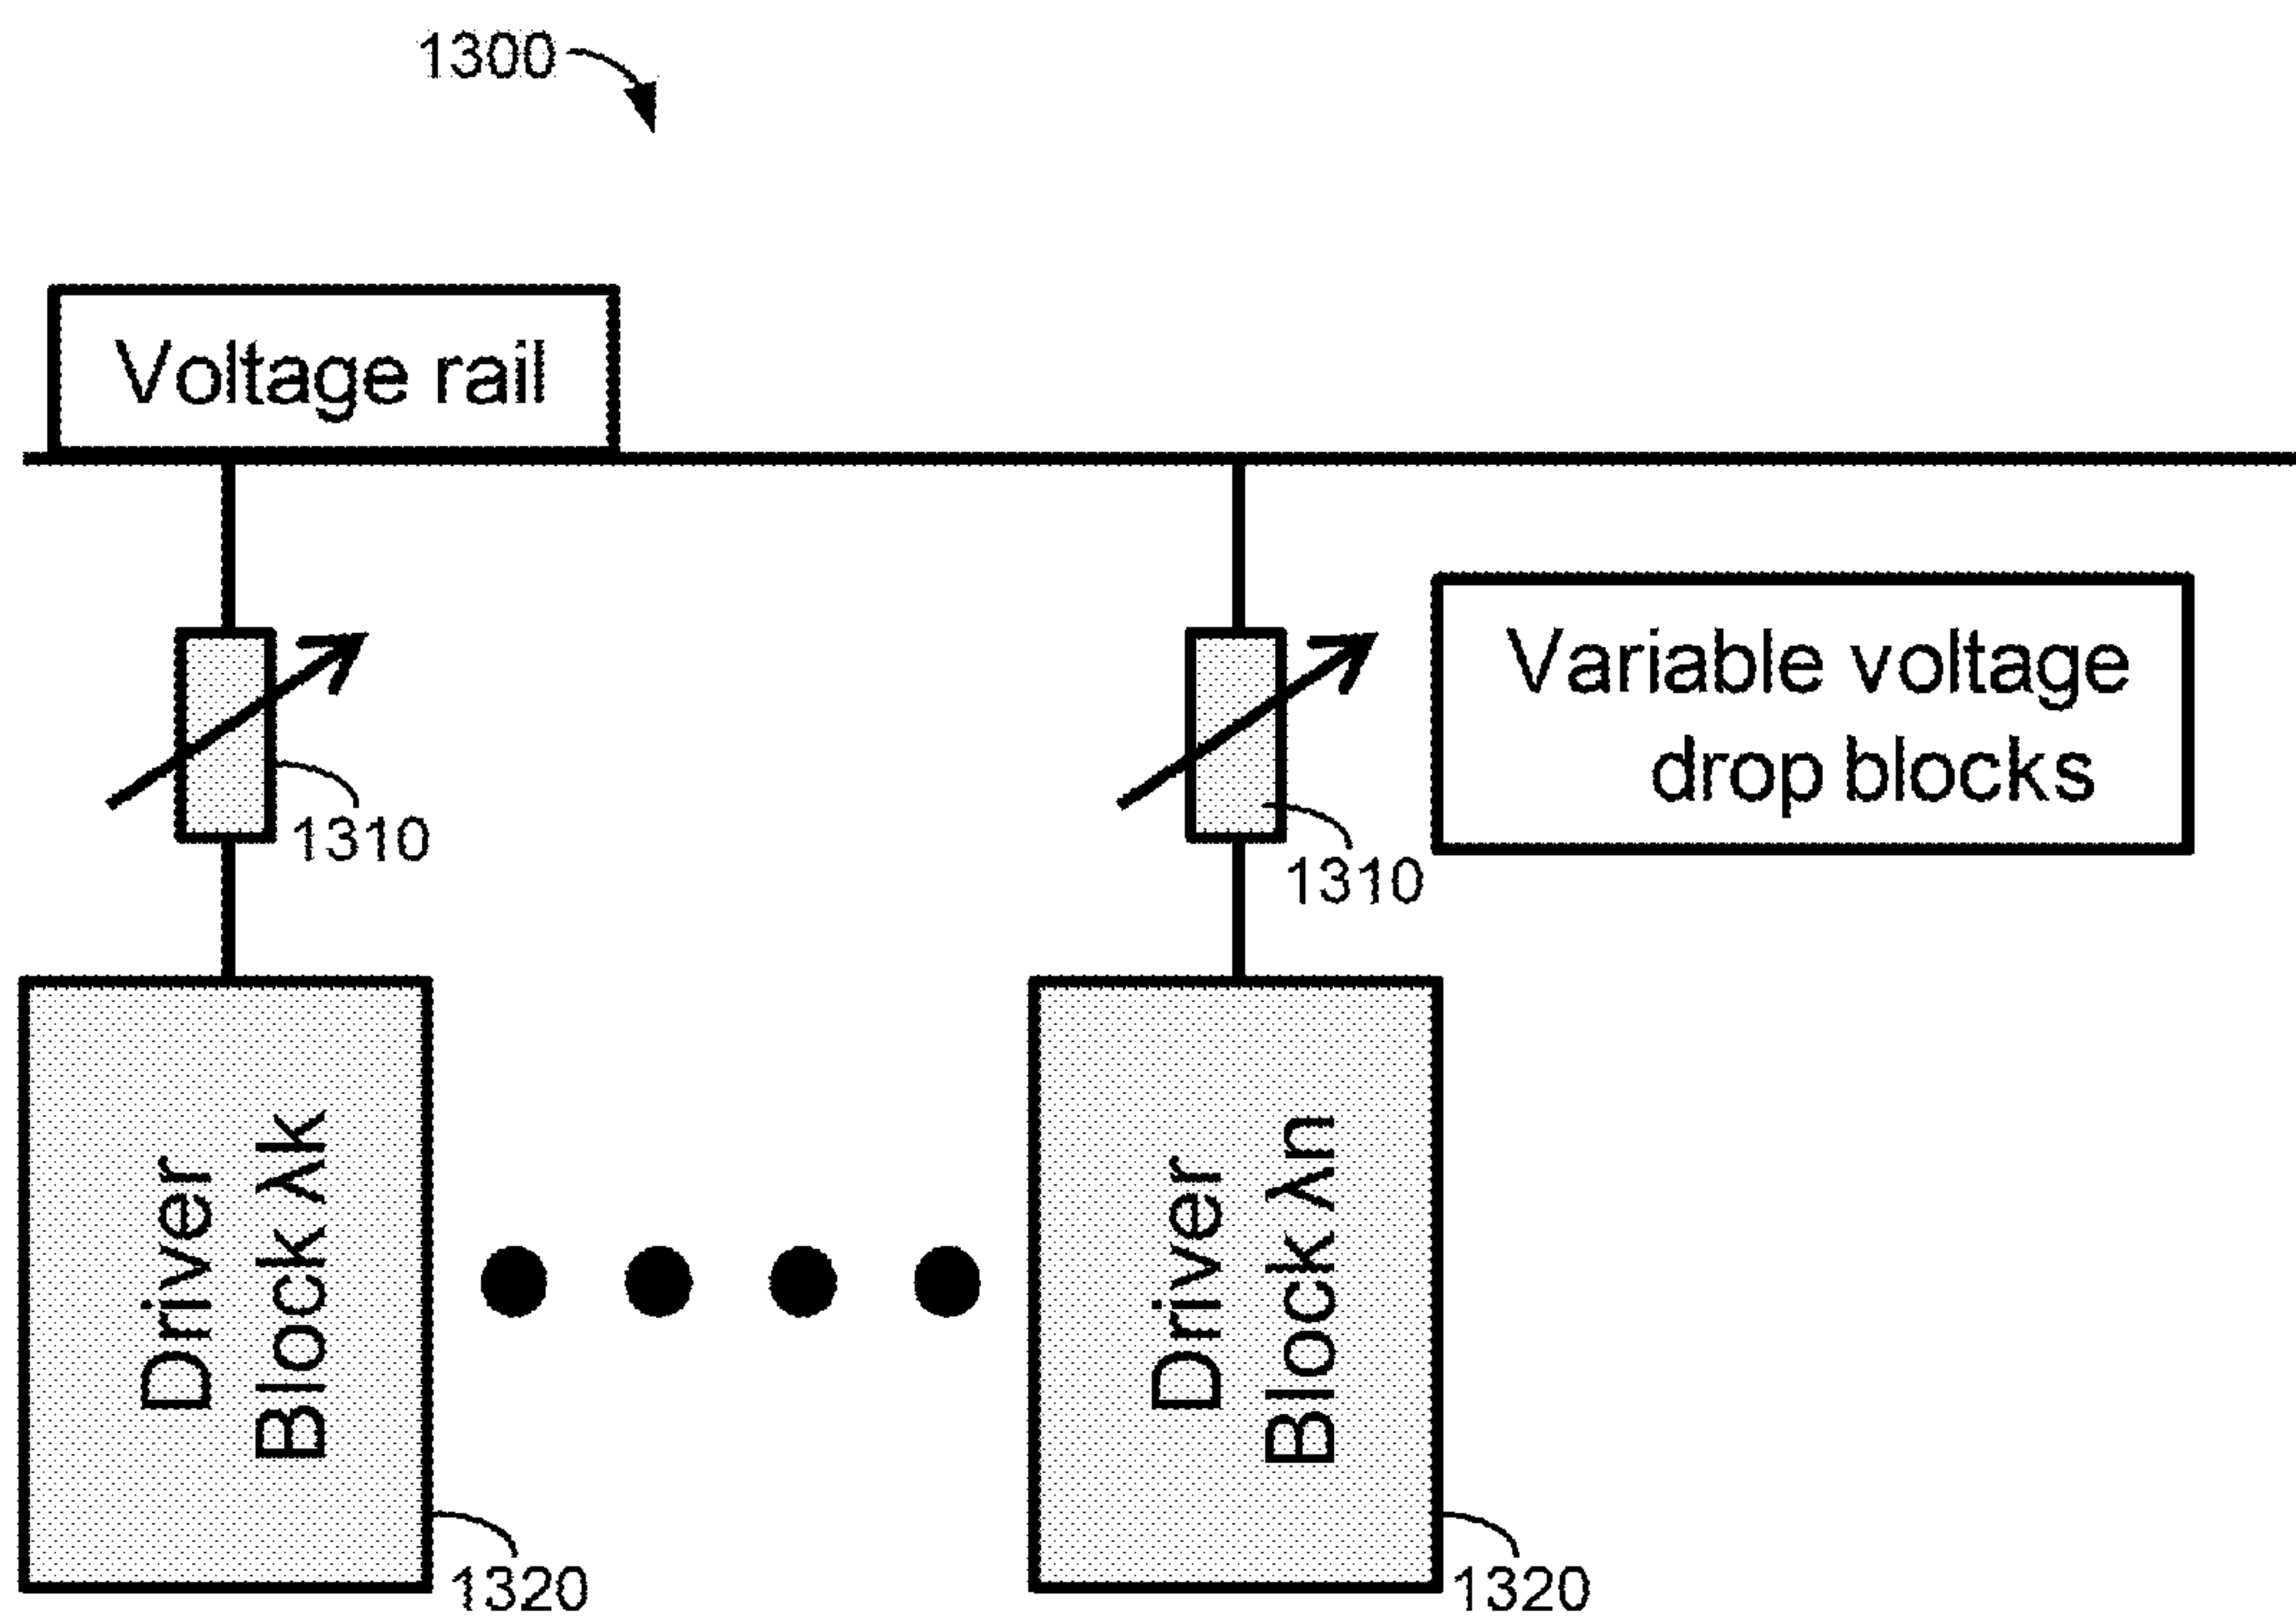 1300
Voltage rail
Variable voltage
drop blocks
1310
1310
Driver
Block λk
Driver
Block λn
1320
1320